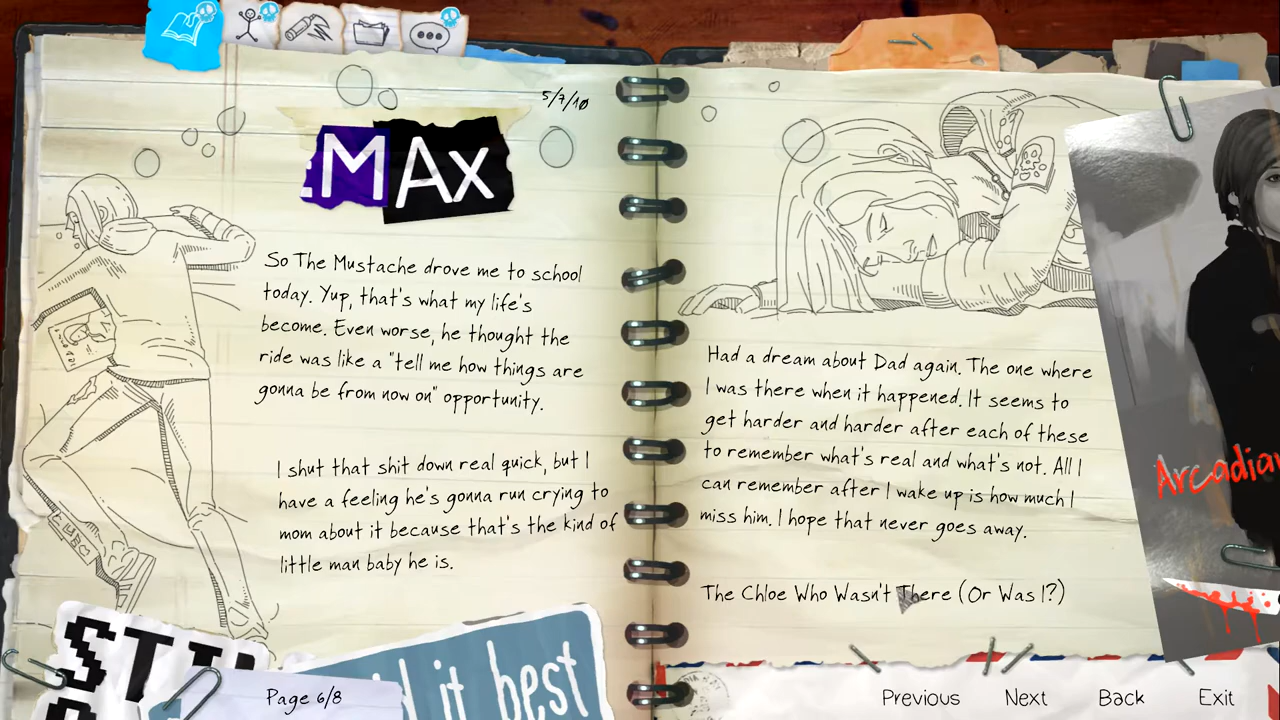 5/7/10
MAx
So The Mustache drove me to school
today. Yup, that's what my life's
become. Even worse, he thought the
ride was like a "tell me how things are
gonna be from now on" opportunity.
I shut that shit down real quick, but I
have a feeling he's gonna run crying to
mom about it because that's the kind of
little man baby he is.
Page 6/8
it best
Had a dream about Dad again. The one where
I was there when it happened. It seems to
get harder and harder after each of these
to remember what's real and what's not. All I
can remember after I wake up is how much I
miss him. I hope that never goes away.
The Chloe Who Wasn't There (Or Was I?)
Arcadia
Previous
Next
Back
Exit